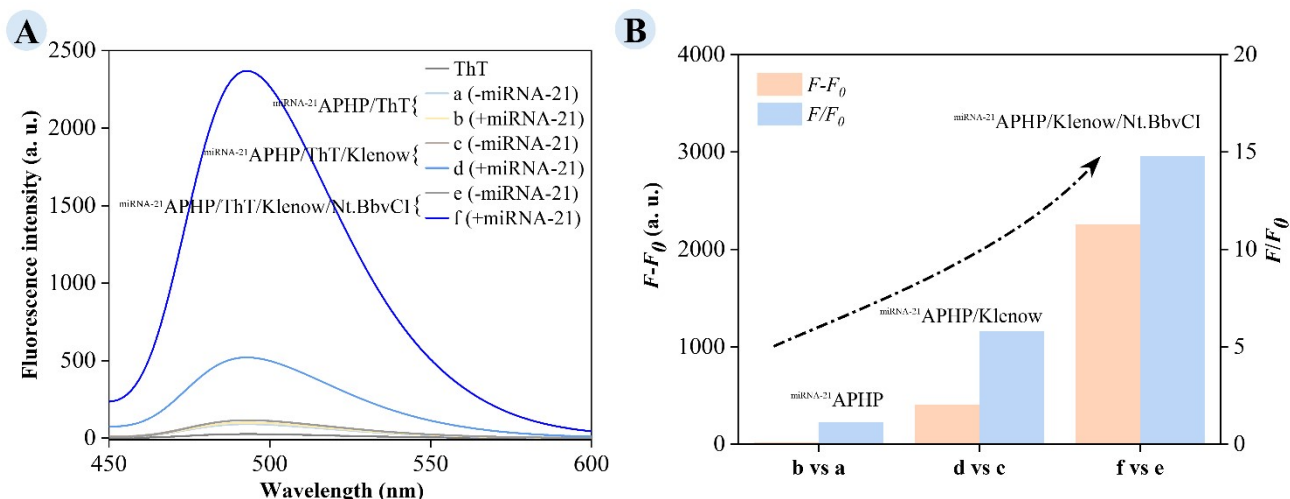 A
Fluorescence intensity (a. u.)
2500
2000
1500
1000
500
0
450
500
550
600
Wavelength (nm)
ThT
miRNA-21APHP/ThT{
a (-miRNA-21)
b (+miRNA-21)
miRNA-21APHP/ThT/Klenow{
c (-miRNA-21)
d (+miRNA-21)
miRNA-21APHP/ThT/Klenow/Nt.BbvCI{
e (-miRNA-21)
f (+miRNA-21)
B
F-F0 (a. u.)
4000
3000
2000
1000
0
F-F0
F/F0
miRNA-21APHP/Klenow/Nt.BbvCI
miRNA-21APHP/Klenow
miRNA-21APHP
b vs a
d vs c
f vs e
20
15
10
5
0
F/F0